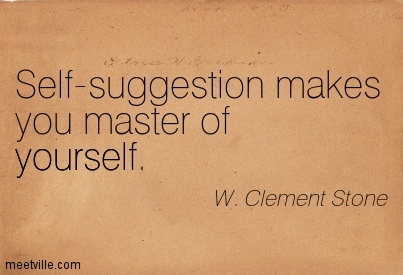 Self-suggestion makes
you master of
yourself.
W. Clement Stone
meetville.com